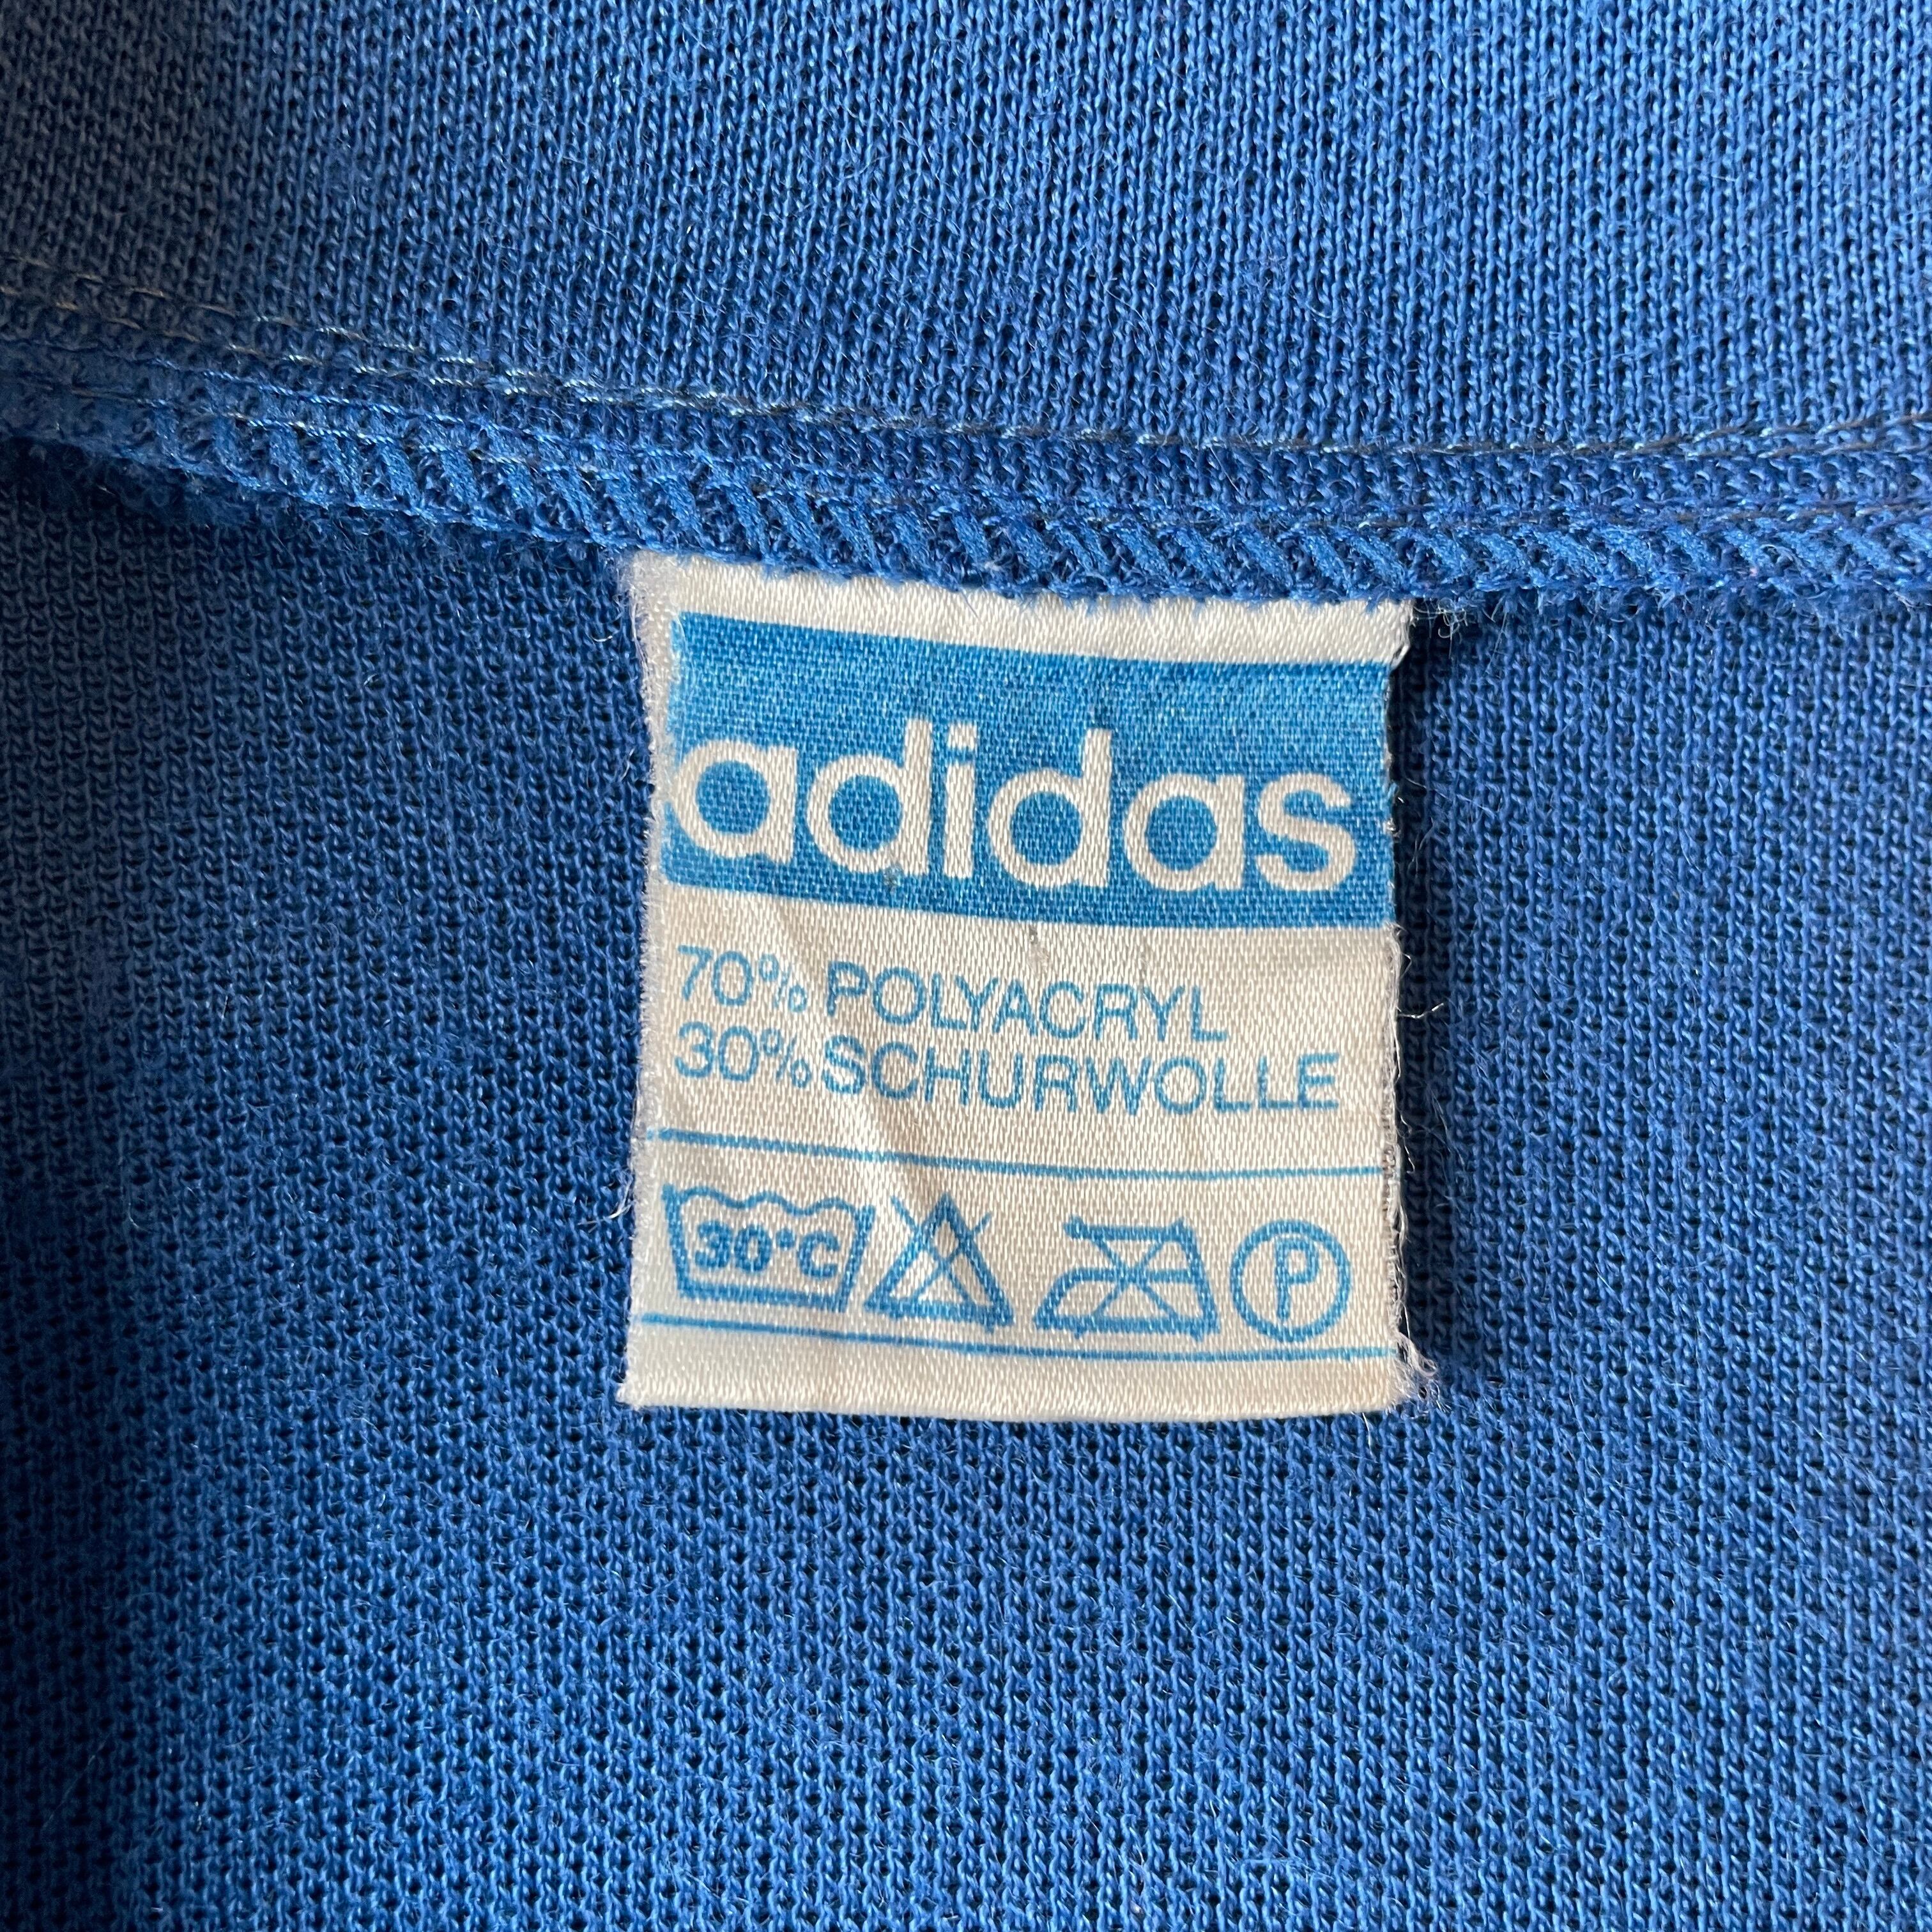 adidas
70% POLYACRYL
30% SCHURWOLLE
30°C P